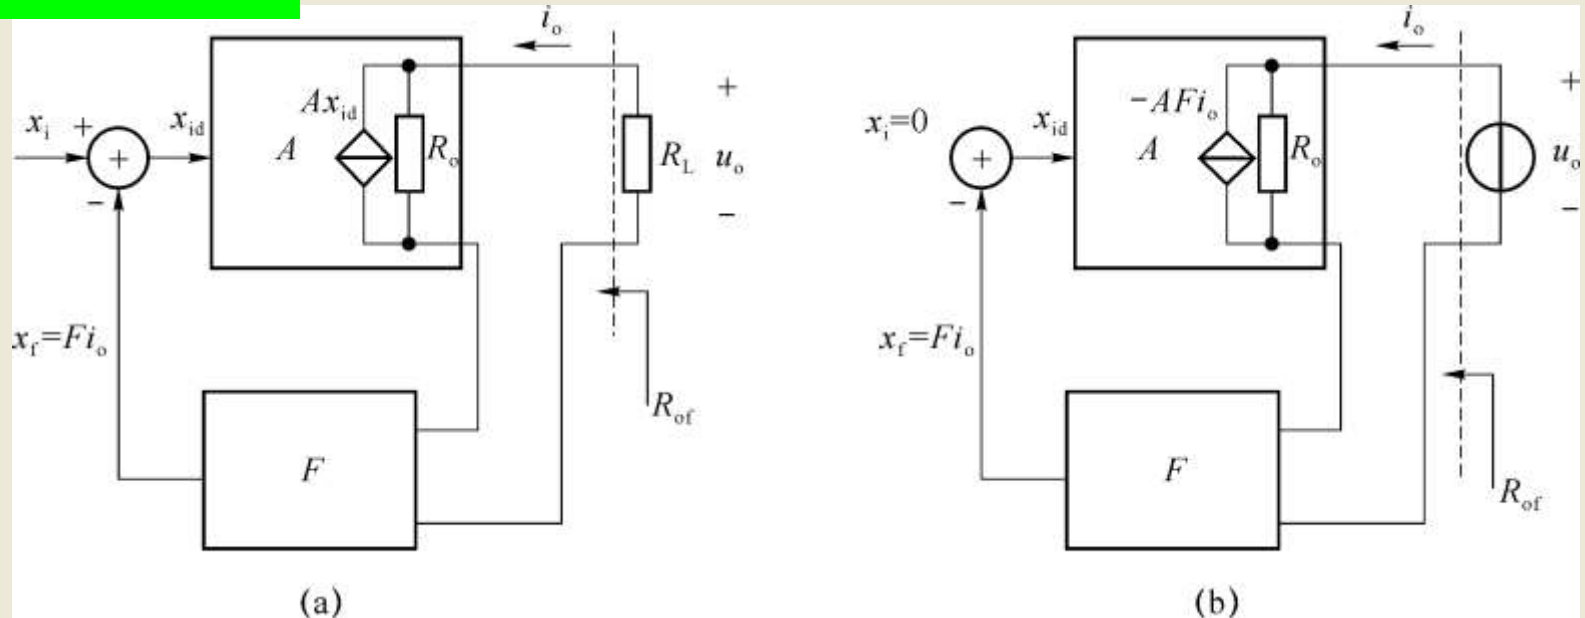 i_o
x_i
+
x_id
+
−
A
Ax_id
R_o
R_L
+
u_o
−
x_f=Fi_o
R_of
F
(a)
i_o
x_i=0
x_id
+
−
A
−AFi_o
R_o
+
u_o
−
x_f=Fi_o
R_of
F
(b)